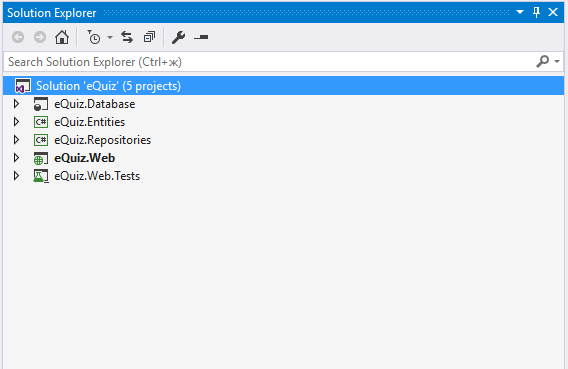 Solution Explorer
Search Solution Explorer (Ctrl+ж)
Solution 'eQuiz' (5 projects)
eQuiz.Database
C# eQuiz.Entities
C# eQuiz.Repositories
eQuiz.Web
eQuiz.Web.Tests